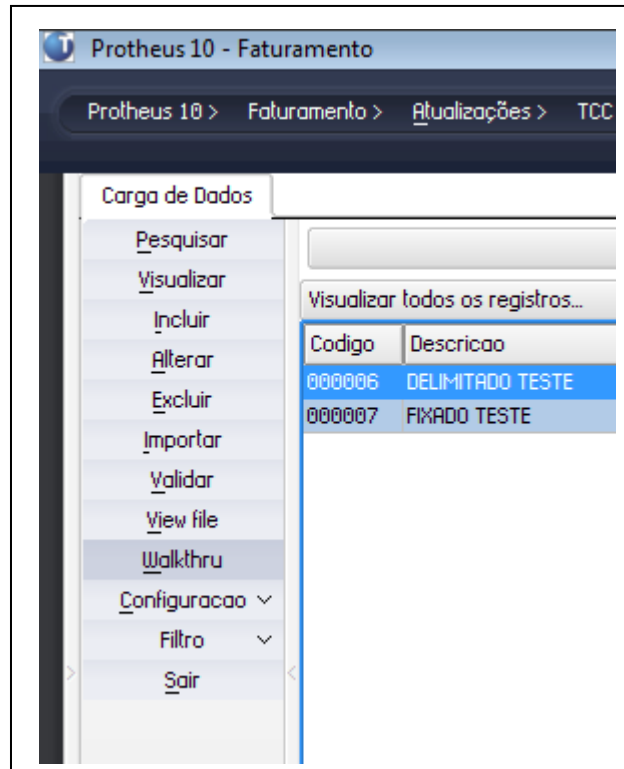 Protheus 10 - Faturamento
Protheus 10 > Faturamento > Atualizações > TCC
Carga de Dados
Pesquisar
Visualizar
Incluir
Alterar
Excluir
Importar
Validar
View file
Walkthru
Configuracao
Filtro
Sair
Visualizar todos os registros...
Codigo Descricao
000006 DELIMITADO TESTE
000007 FIXADO TESTE